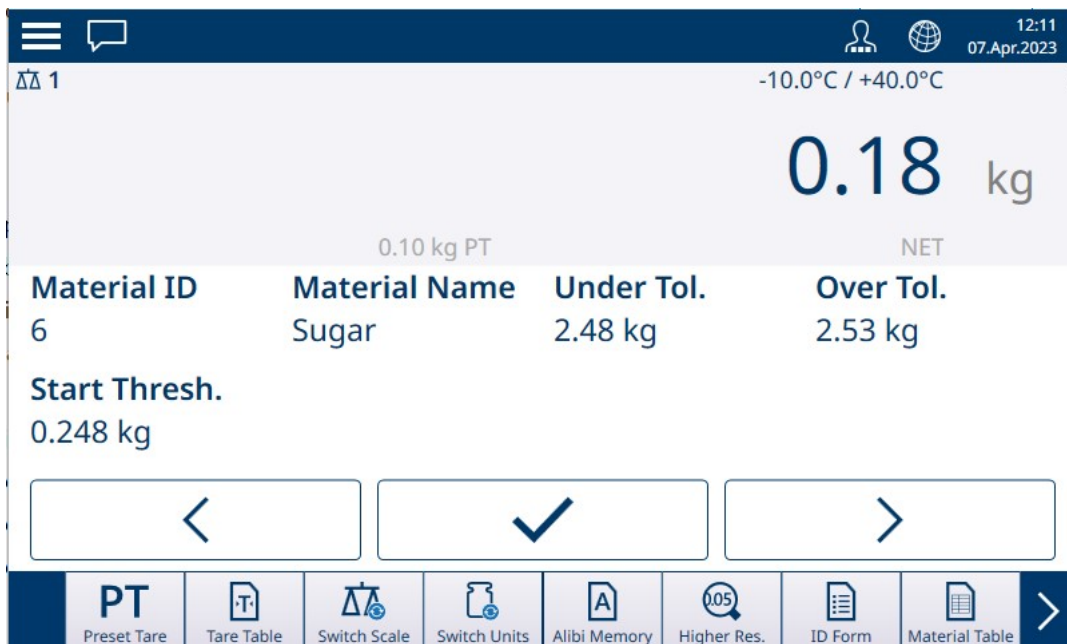 12:11
07.Apr.2023
1
-10.0°C / +40.0°C
0.18 kg
0.10 kg PT
NET
Material ID
Material Name
Under Tol.
Over Tol.
6
Sugar
2.48 kg
2.53 kg
Start Thresh.
0.248 kg
PT
Preset Tare
T
Tare Table
Switch Scale
Switch Units
A
Alibi Memory
0.05
Higher Res.
ID Form
Material Table